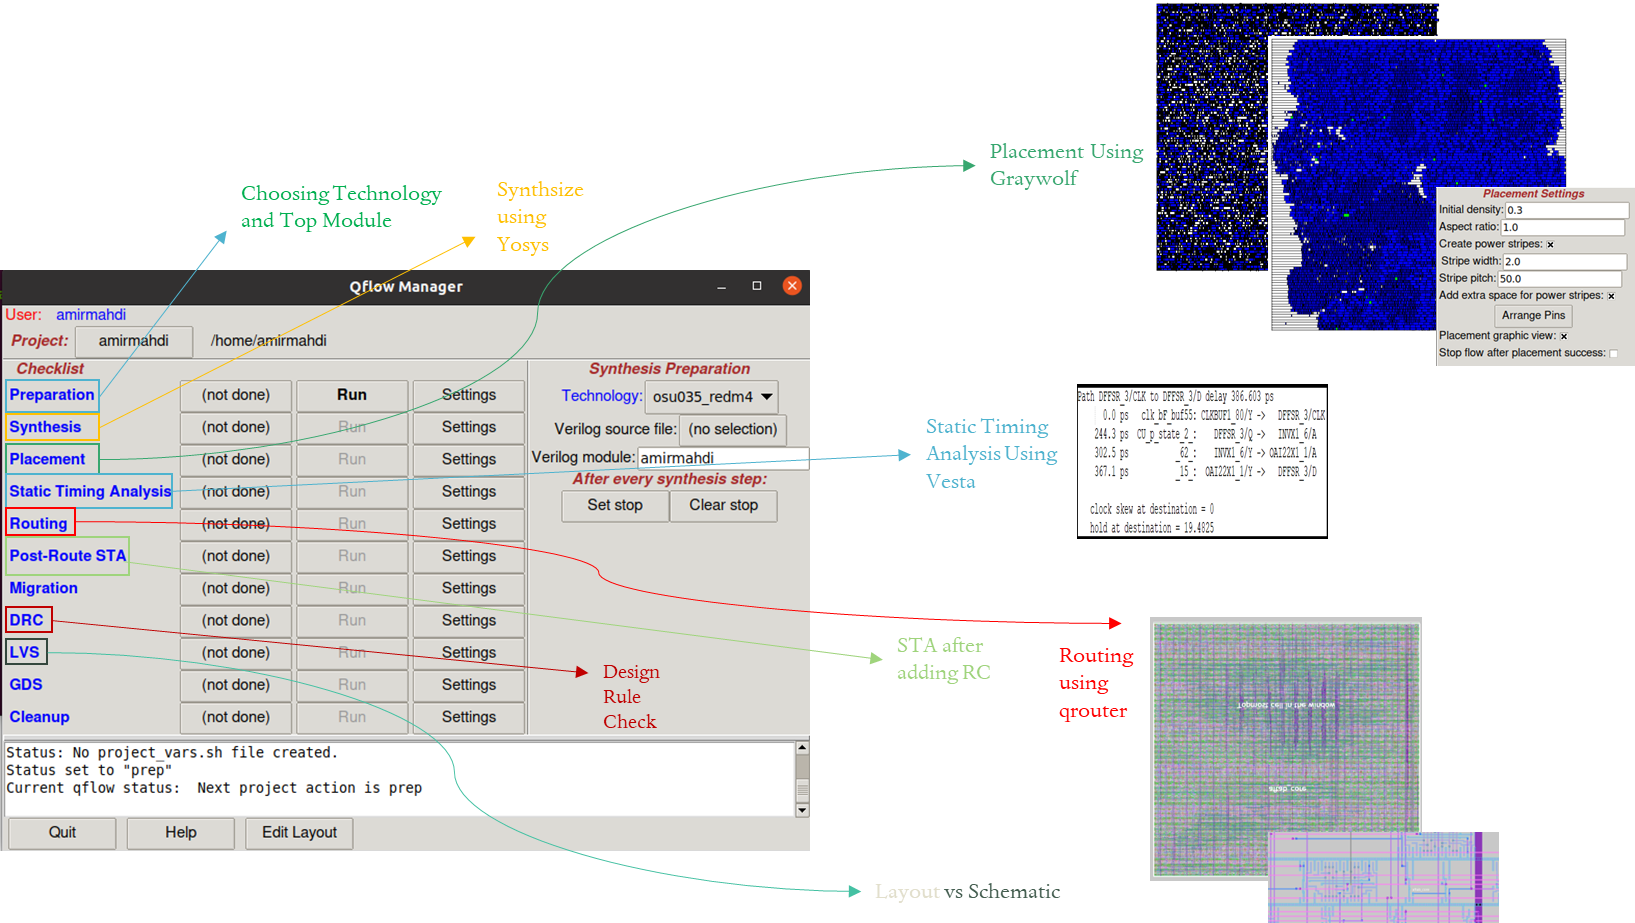 Placement Using
Graywolf
Choosing Technology
and Top Module
Synthsize
using
Yosys
Placement Settings
Initial density: 0.3
Aspect ratio: 1.0
Create power stripes:
Stripe width: 2.0
Stripe pitch: 50.0
Add extra space for power stripes:
Arrange Pins
Placement graphic view:
Stop flow after placement success:
Qflow Manager
User: amirmahdi
Project: amirmahdi /home/amirmahdi
Checklist
Synthesis Preparation
Preparation (not done) Run Settings
Technology: osu035_redm4
Synthesis (not done) Run Settings
Verilog source file: (no selection)
Placement (not done) Run Settings
Verilog module: amirmahdi
Static Timing Analysis (not done) Run Settings
After every synthesis step:
Set stop Clear stop
Routing (not done) Run Settings
Post-Route STA (not done) Run Settings
Migration (not done) Run Settings
DRC (not done) Run Settings
LVS (not done) Run Settings
GDS (not done) Run Settings
Cleanup (not done) Run Settings
Status: No project_vars.sh file created.
Status set to "prep"
Current qflow status: Next project action is prep
Quit Help Edit Layout
Static Timing
Analysis Using
Vesta
Path DFFSR_3/CLK to DFFSR_3/D delay 386.603 ps
0.0 ps clk_bF_buf55: CLKBUF1_80/Y -> DFFSR_3/CLK
244.3 ps CU_p_state_2_: DFFSR_3/Q -> INVX1_6/A
302.5 ps _62_: INVX1_6/Y -> OAI22X1_1/A
367.1 ps _15_: OAI22X1_1/Y -> DFFSR_3/D
clock skew at destination = 0
hold at destination = 19.4825
STA after
adding RC
Design
Rule
Check
Routing
using
qrouter
Topmost cell in the window
aftab_core
Layout vs Schematic